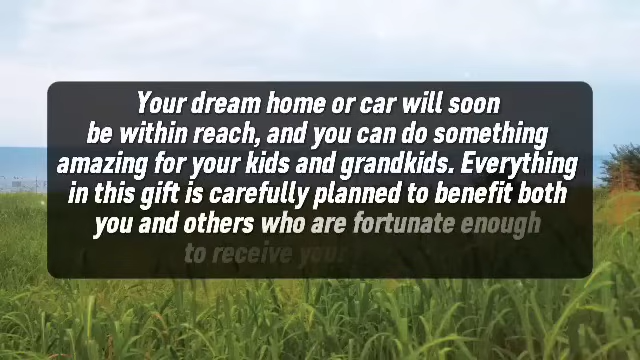 Your dream home or car will soon
be within reach, and you can do something
amazing for your kids and grandkids. Everything
in this gift is carefully planned to benefit both
you and others who are fortunate enough
to receive your